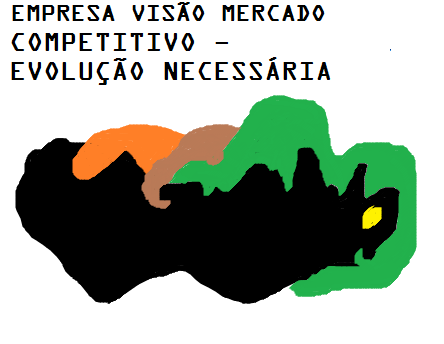 EMPRESA VISÃO MERCADO
COMPETITIVO -
EVOLUÇÃO NECESSÁRIA